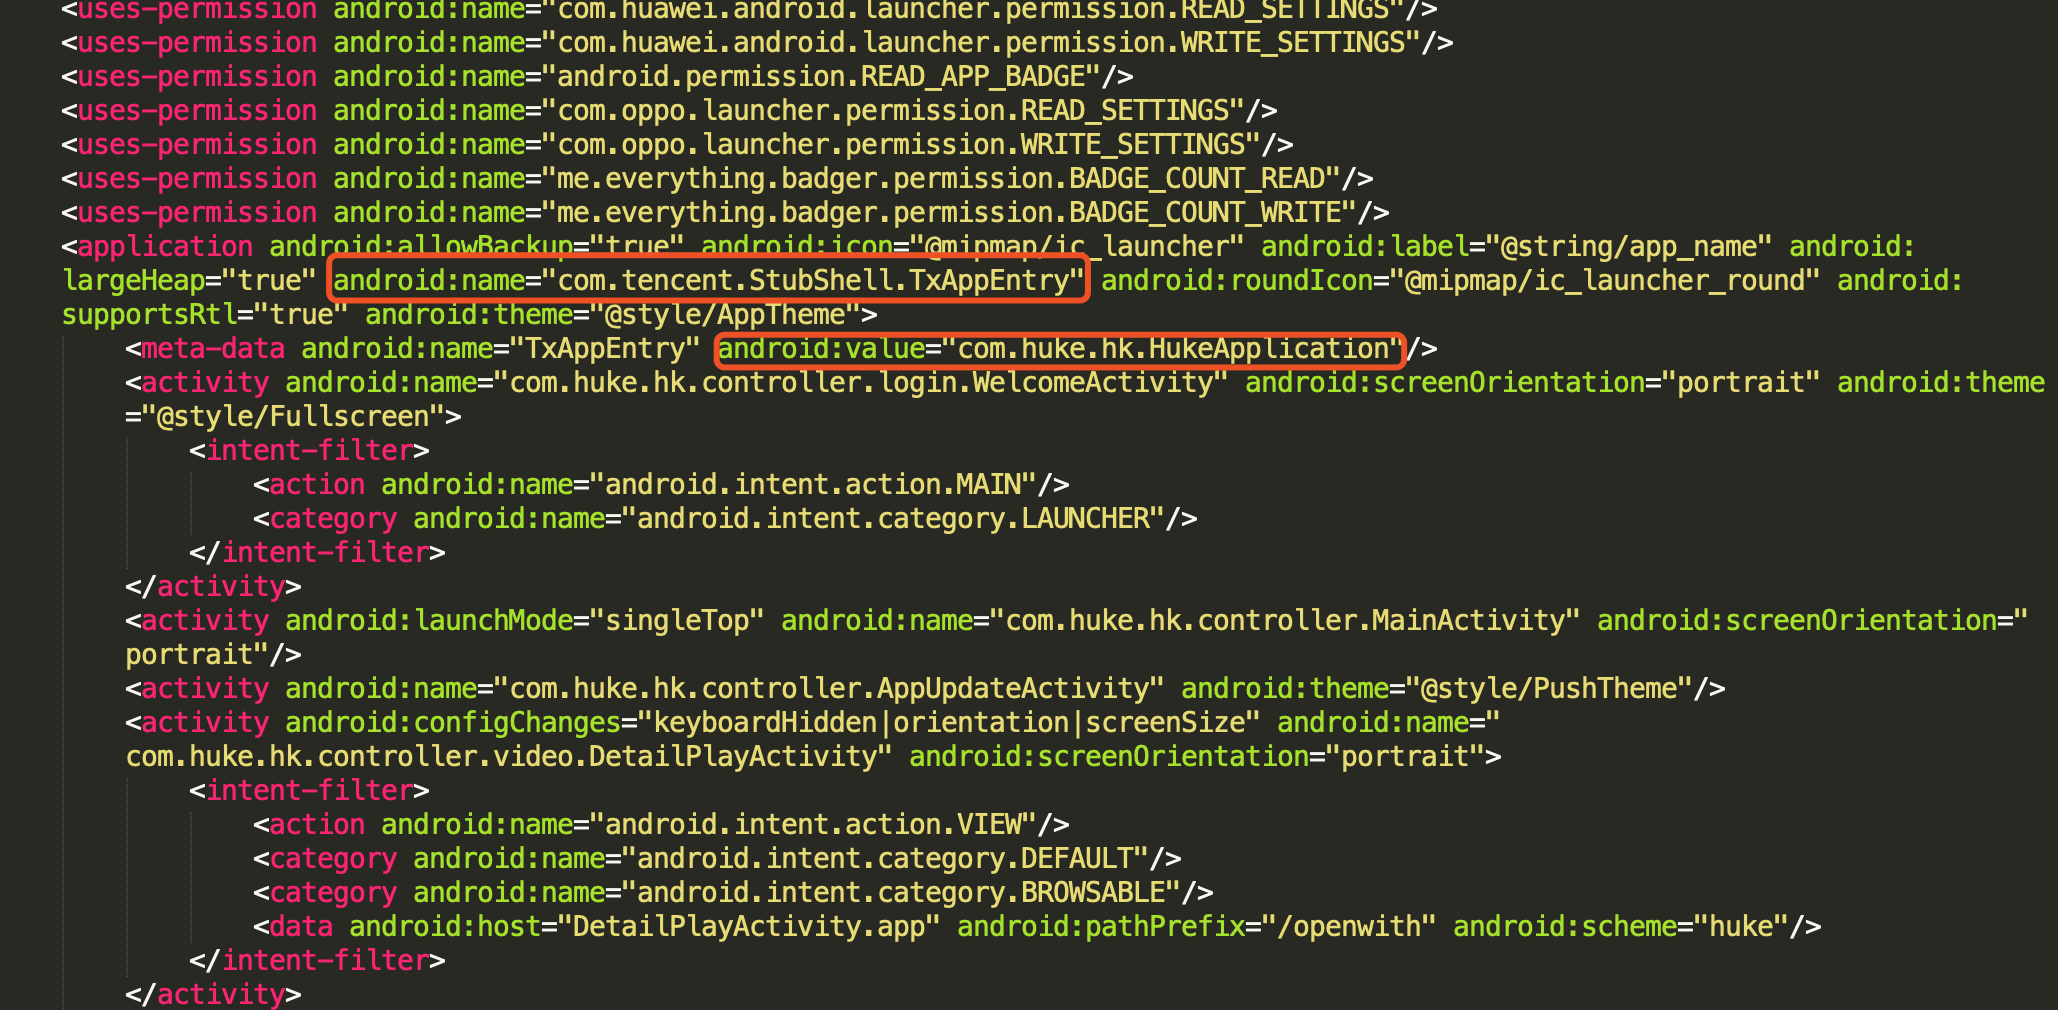 <uses-permission android:name="com.huawei.android.launcher.permission.READ_SETTINGS"/>
<uses-permission android:name="com.huawei.android.launcher.permission.WRITE_SETTINGS"/>
<uses-permission android:name="android.permission.READ_APP_BADGE"/>
<uses-permission android:name="com.oppo.launcher.permission.READ_SETTINGS"/>
<uses-permission android:name="com.oppo.launcher.permission.WRITE_SETTINGS"/>
<uses-permission android:name="me.everything.badger.permission.BADGE_COUNT_READ"/>
<uses-permission android:name="me.everything.badger.permission.BADGE_COUNT_WRITE"/>
<application android:allowBackup="true" android:icon="@mipmap/ic_launcher" android:label="@string/app_name" android:
largeHeap="true" android:name="com.tencent.StubShell.TxAppEntry" android:roundIcon="@mipmap/ic_launcher_round" android:
supportsRtl="true" android:theme="@style/AppTheme">
<meta-data android:name="TxAppEntry" android:value="com.huke.hk.HukeApplication"/>
<activity android:name="com.huke.hk.controller.login.WelcomeActivity" android:screenOrientation="portrait" android:theme
="@style/Fullscreen">
<intent-filter>
<action android:name="android.intent.action.MAIN"/>
<category android:name="android.intent.category.LAUNCHER"/>
</intent-filter>
</activity>
<activity android:launchMode="singleTop" android:name="com.huke.hk.controller.MainActivity" android:screenOrientation="
portrait"/>
<activity android:name="com.huke.hk.controller.AppUpdateActivity" android:theme="@style/PushTheme"/>
<activity android:configChanges="keyboardHidden|orientation|screenSize" android:name="
com.huke.hk.controller.video.DetailPlayActivity" android:screenOrientation="portrait">
<intent-filter>
<action android:name="android.intent.action.VIEW"/>
<category android:name="android.intent.category.DEFAULT"/>
<category android:name="android.intent.category.BROWSABLE"/>
<data android:host="DetailPlayActivity.app" android:pathPrefix="/openwith" android:scheme="huke"/>
</intent-filter>
</activity>